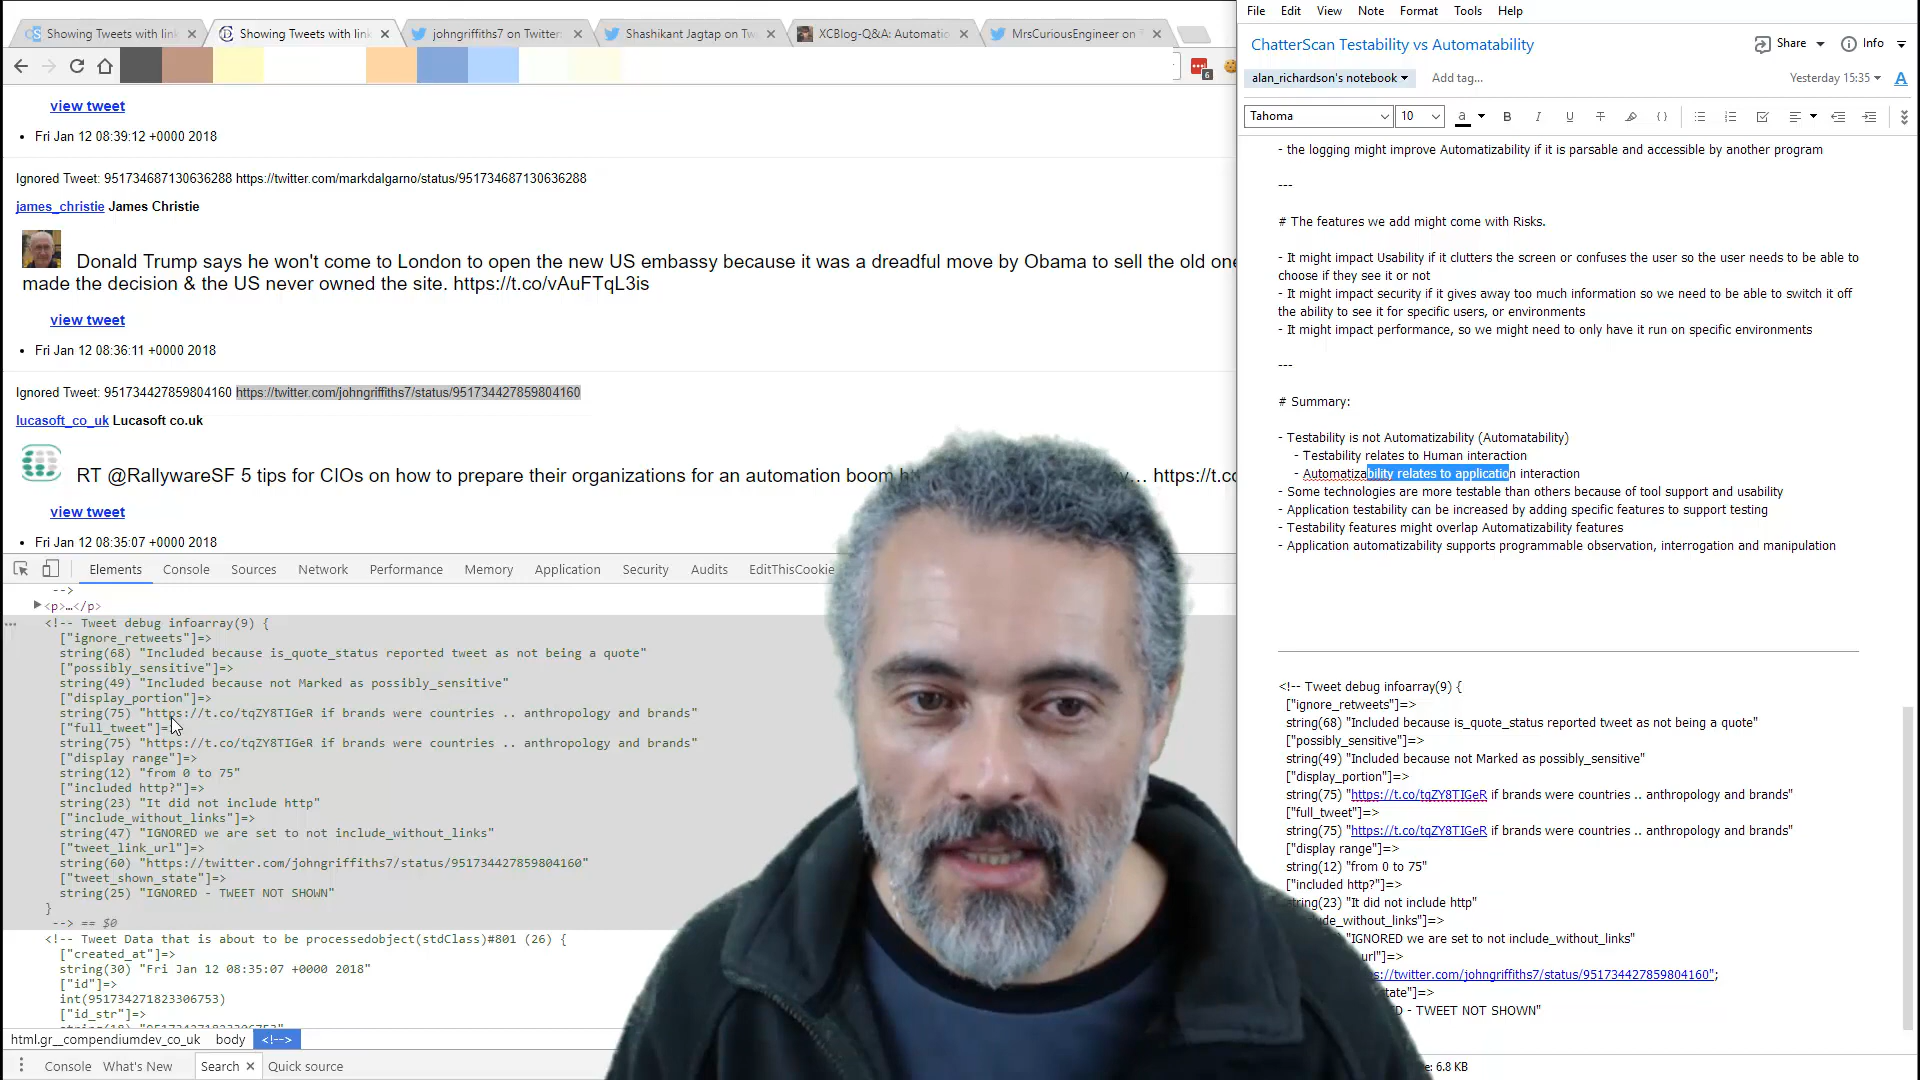 Showing Tweets with link
Showing Tweets with link
johngriffiths7 on Twitter:
Shashikant Jagtap on Tw
XCBlog-Q&A: Automatio
MrsCuriousEngineer on
6
view tweet
Fri Jan 12 08:39:12 +0000 2018
Ignored Tweet: 951734687130636288 https://twitter.com/markdalgarno/status/951734687130636288
james_christie James Christie
Donald Trump says he won't come to London to open the new US embassy because it was a dreadful move by Obama to sell the old one
made the decision & the US never owned the site. https://t.co/vAuFTqL3is
view tweet
Fri Jan 12 08:36:11 +0000 2018
Ignored Tweet: 951734427859804160 https://twitter.com/johngriffiths7/status/951734427859804160
lucasoft_co_uk Lucasoft co.uk
RT @RallywareSF 5 tips for CIOs on how to prepare their organizations for an automation boom y… https://t.c
view tweet
Fri Jan 12 08:35:07 +0000 2018
Elements Console Sources Network Performance Memory Application Security Audits EditThisCookie
-->
<p>…</p>
<!-- Tweet debug infoarray(9) {
["ignore_retweets"]=>
string(68) "Included because is_quote_status reported tweet as not being a quote"
["possibly_sensitive"]=>
string(49) "Included because not Marked as possibly_sensitive"
["display_portion"]=>
string(75) "https://t.co/tqZY8TIGeR if brands were countries .. anthropology and brands"
["full_tweet"]=>
string(75) "https://t.co/tqZY8TIGeR if brands were countries .. anthropology and brands"
["display range"]=>
string(12) "from 0 to 75"
["included http?"]=>
string(23) "It did not include http"
["include_without_links"]=>
string(47) "IGNORED we are set to not include_without_links"
["tweet_link_url"]=>
string(60) "https://twitter.com/johngriffiths7/status/951734427859804160"
["tweet_shown_state"]=>
string(25) "IGNORED - TWEET NOT SHOWN"
}
--> == $0
<!-- Tweet Data that is about to be processedobject(stdClass)#801 (26) {
["created_at"]=>
string(30) "Fri Jan 12 08:35:07 +0000 2018"
["id"]=>
int(951734271823306753)
["id_str"]=>
string(18) "951734271823306753"
html.gr__compendiumdev_co_uk body <!-->
Console What's New Search Quick source
File Edit View Note Format Tools Help
ChatterScan Testability vs Automatability
Share Info
alan_richardson's notebook Add tag... Yesterday 15:35 A
Tahoma 10 a B I U T
- the logging might improve Automatizability if it is parsable and accessible by another program
---
# The features we add might come with Risks.
- It might impact Usability if it clutters the screen or confuses the user so the user needs to be able to
choose if they see it or not
- It might impact security if it gives away too much information so we need to be able to switch it off
the ability to see it for specific users, or environments
- It might impact performance, so we might need to only have it run on specific environments
---
# Summary:
- Testability is not Automatizability (Automatability)
- Testability relates to Human interaction
- Automatizability relates to application interaction
- Some technologies are more testable than others because of tool support and usability
- Application testability can be increased by adding specific features to support testing
- Testability features might overlap Automatizability features
- Application automatizability supports programmable observation, interrogation and manipulation
<!-- Tweet debug infoarray(9) {
["ignore_retweets"]=>
string(68) "Included because is_quote_status reported tweet as not being a quote"
["possibly_sensitive"]=>
string(49) "Included because not Marked as possibly_sensitive"
["display_portion"]=>
string(75) "https://t.co/tqZY8TIGeR if brands were countries .. anthropology and brands"
["full_tweet"]=>
string(75) "https://t.co/tqZY8TIGeR if brands were countries .. anthropology and brands"
["display range"]=>
string(12) "from 0 to 75"
["included http?"]=>
string(23) "It did not include http"
ude_without_links"]=>
"IGNORED we are set to not include_without_links"
url"]=>
s://twitter.com/johngriffiths7/status/951734427859804160";
tate"]=>
D - TWEET NOT SHOWN"
e: 6.8 KB